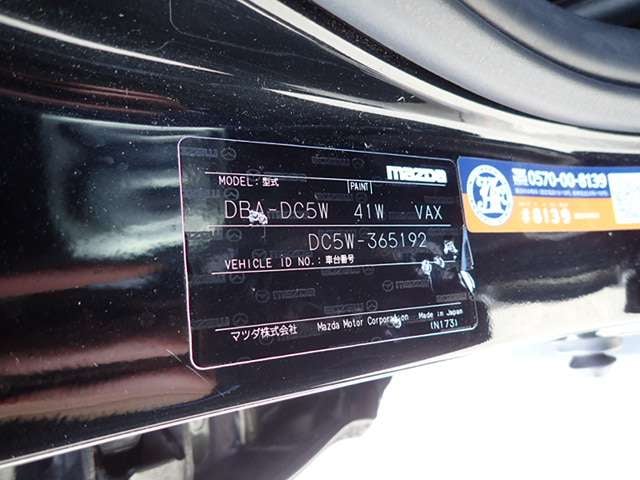 mazda
MODEL:型式 PAINT
DBA-DC5W 41W VAX
DC5W-365192
VEHICLE ID NO.:車台番号
マツダ株式会社 Mazda Motor Corporation Made in Japan
(N173)
JAF
0570-00-8139
#8139